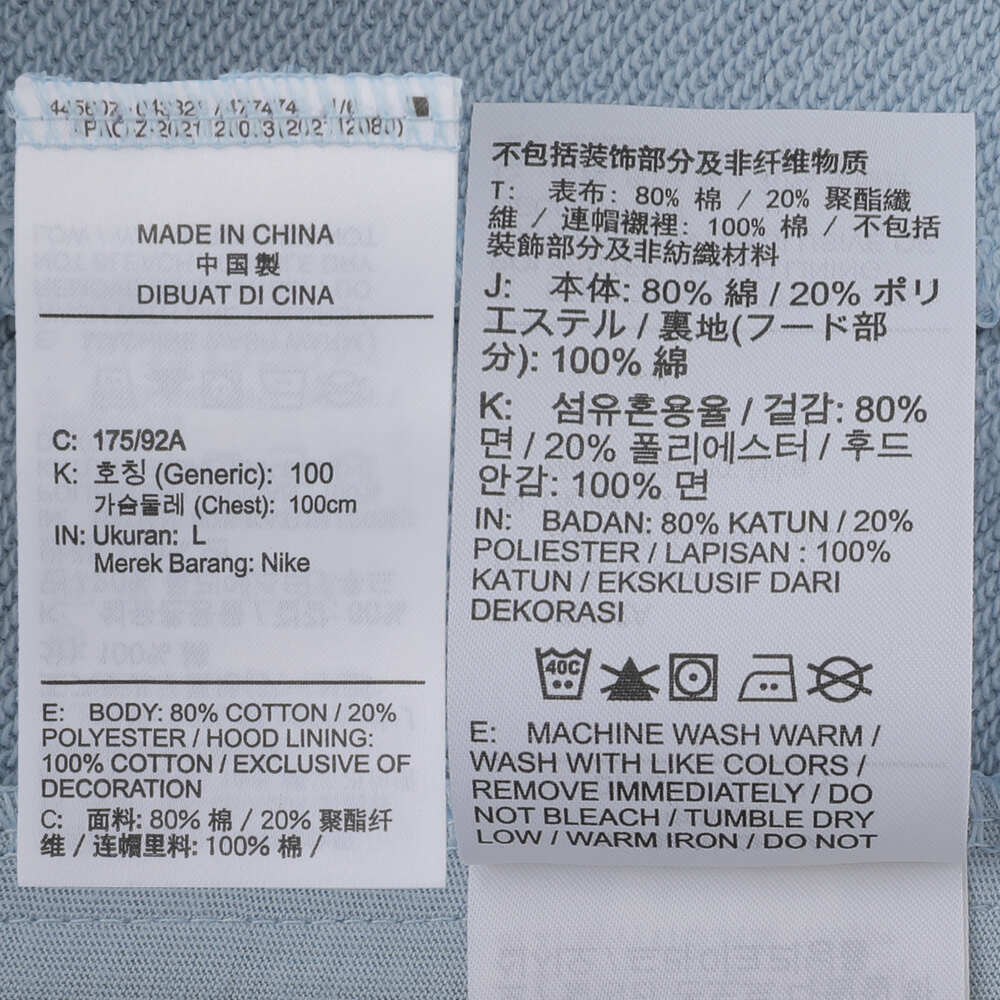 MADE IN CHINA
中国製
DIBUAT DI CINA
C: 175/92A
K: 호칭 (Generic): 100
가슴둘레 (Chest): 100cm
IN: Ukuran: L
Merek Barang: Nike
E: BODY: 80% COTTON / 20%
POLYESTER / HOOD LINING:
100% COTTON / EXCLUSIVE OF
DECORATION
C: 面料: 80% 棉 / 20% 聚酯纤
维 / 连帽里料: 100% 棉 /
不包括装饰部分及非纤维物质
T: 表布: 80% 棉 / 20% 聚酯纖
維 / 連帽襯裡: 100% 棉 / 不包括
裝飾部分及非紡織材料
J: 本体: 80% 綿 / 20% ポリ
エステル / 裏地(フード部
分): 100% 綿
K: 섬유혼용율 / 겉감: 80%
면 / 20% 폴리에스터 / 후드
안감: 100% 면
IN: BADAN: 80% KATUN / 20%
POLIESTER / LAPISAN : 100%
KATUN / EKSKLUSIF DARI
DEKORASI
40C
E: MACHINE WASH WARM /
WASH WITH LIKE COLORS /
REMOVE IMMEDIATELY / DO
NOT BLEACH / TUMBLE DRY
LOW / WARM IRON / DO NOT